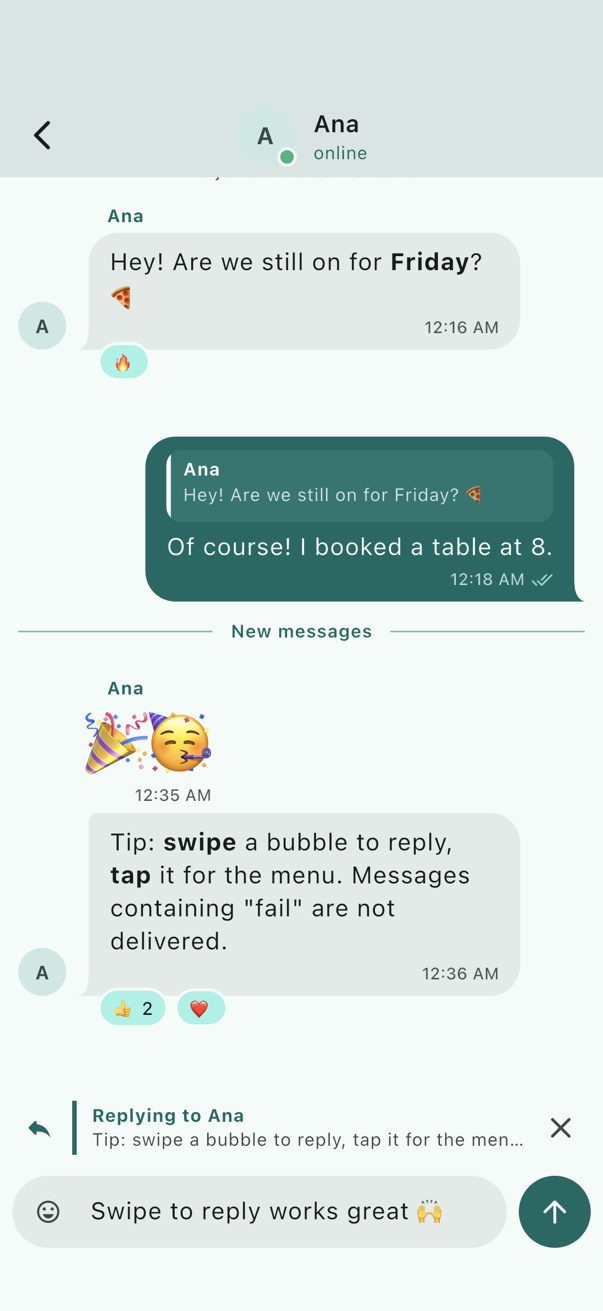 A
Ana
online
Ana
Hey! Are we still on for Friday?
🍕
A
12:16 AM
🔥
Ana
Hey! Are we still on for Friday? 🍕
Of course! I booked a table at 8.
12:18 AM
New messages
Ana
🎉🥳
12:35 AM
Tip: swipe a bubble to reply,
tap it for the menu. Messages
containing "fail" are not
delivered.
A
12:36 AM
👍 2 ❤️
Replying to Ana
Tip: swipe a bubble to reply, tap it for the men...
Swipe to reply works great 🙌